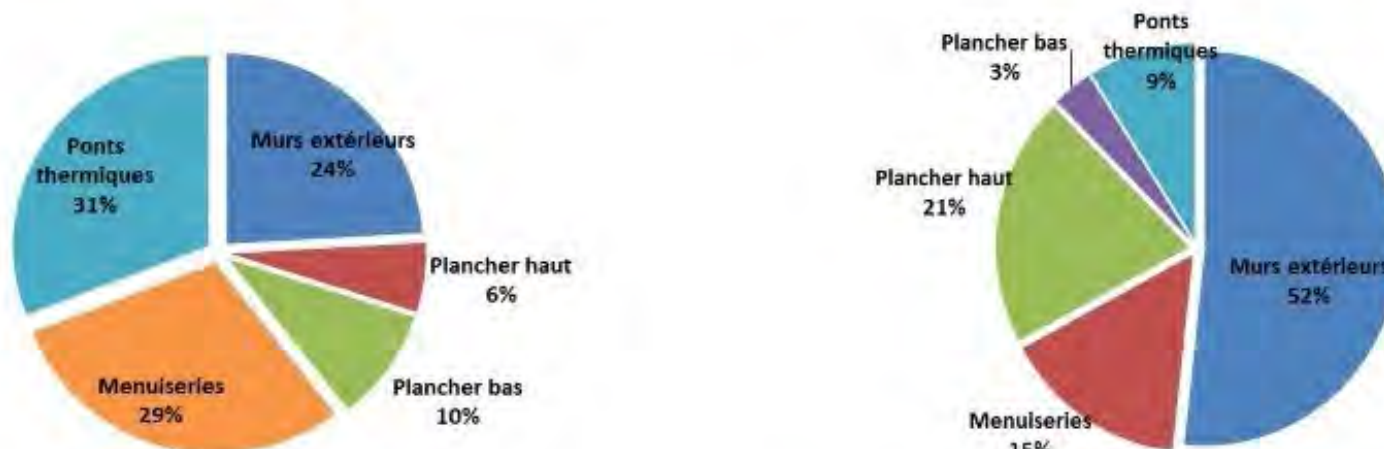 Ponts
thermiques
31%
Murs extérieurs
24%
Plancher haut
6%
Plancher bas
10%
Menuiseries
29%
Plancher bas
3%
Ponts
thermiques
9%
Plancher haut
21%
Murs extérieurs
52%
Menuiseries
15%